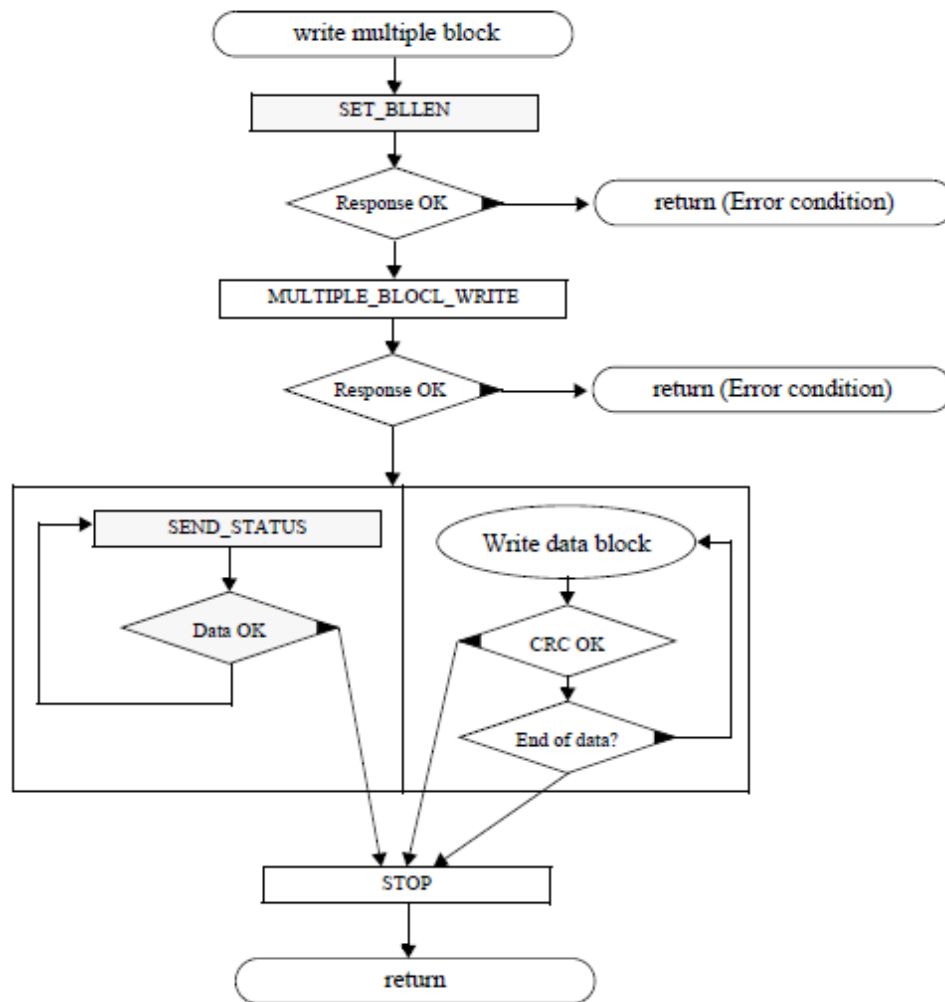 write multiple block
SET_BLLEN
Response OK
return (Error condition)
MULTIPLE_BLOCL_WRITE
Response OK
return (Error condition)
SEND_STATUS
Write data block
Data OK
CRC OK
End of data?
STOP
return